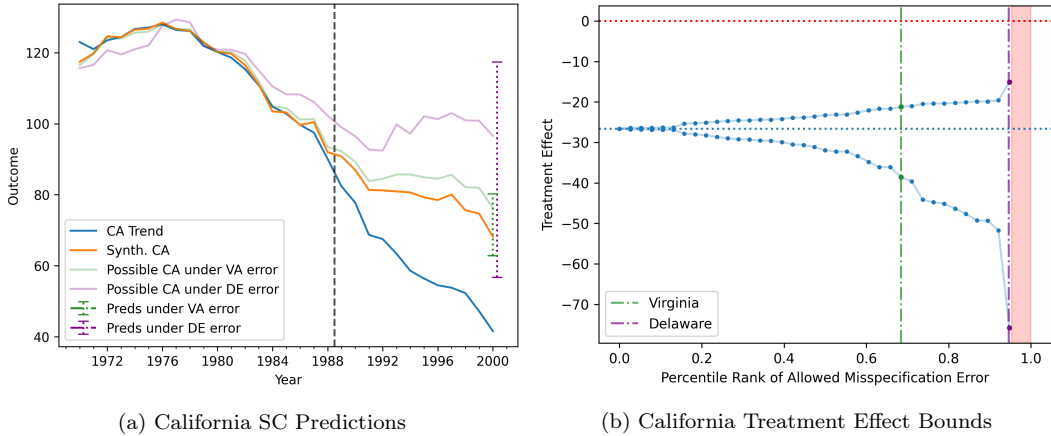 120
100
80
60
40
Outcome
CA Trend
Synth. CA
Possible CA under VA error
Possible CA under DE error
Preds under VA error
Preds under DE error
1972 1976 1980 1984 1988 1992 1996 2000
Year
(a) California SC Predictions
0
−10
−20
−30
−40
−50
−60
−70
Treatment Effect
Virginia
Delaware
0.0 0.2 0.4 0.6 0.8 1.0
Percentile Rank of Allowed Misspecification Error
(b) California Treatment Effect Bounds